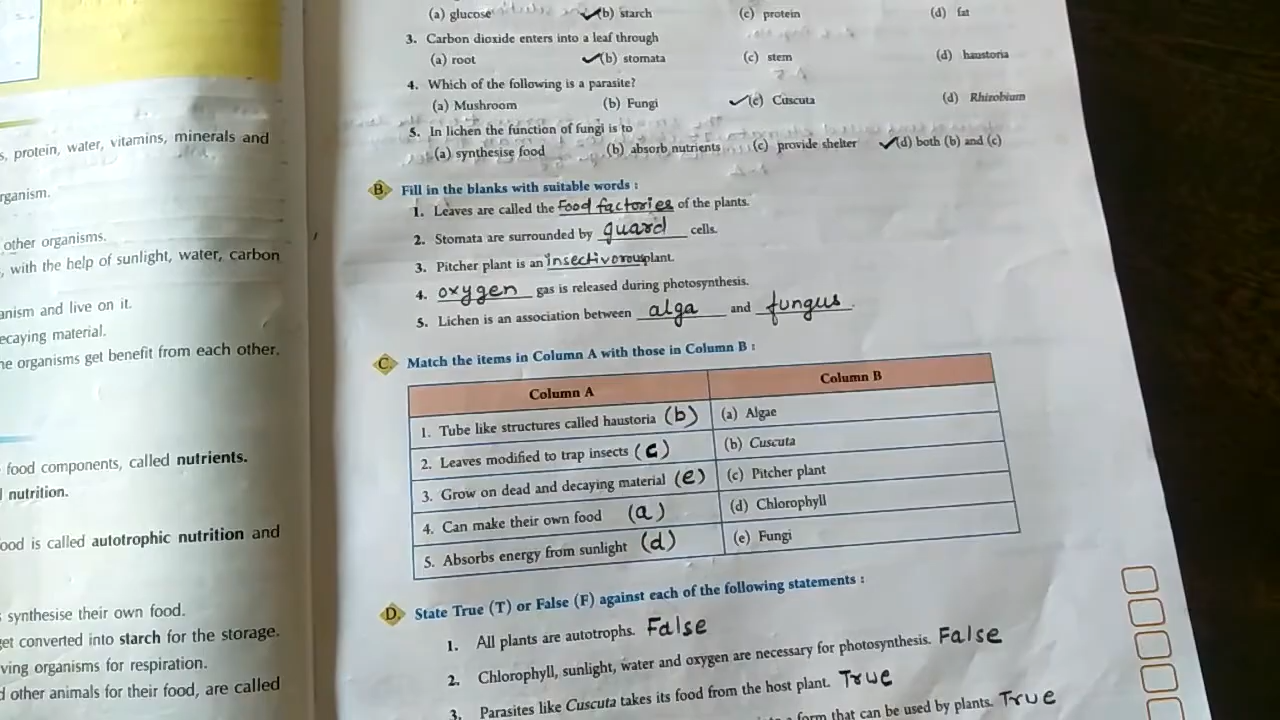 s, protein, water, vitamins, minerals and
rganism.
other organisms.
, with the help of sunlight, water, carbon
anism and live on it.
ecaying material.
ne organisms get benefit from each other.
food components, called nutrients.
nutrition.
ood is called autotrophic nutrition and
synthesise their own food.
get converted into starch for the storage.
ving organisms for respiration.
other animals for their food, are called
(a) glucose (b) starch (c) protein (d) fat
3. Carbon dioxide enters into a leaf through
(a) root (b) stomata (c) stem (d) haustoria
4. Which of the following is a parasite?
(a) Mushroom (b) Fungi (c) Cuscuta (d) Rhizobium
5. In lichen the function of fungi is to
(a) synthesise food (b) absorb nutrients (c) provide shelter (d) both (b) and (c)
B Fill in the blanks with suitable words :
1. Leaves are called the Food factories of the plants.
2. Stomata are surrounded by guard cells.
3. Pitcher plant is an insectivorous plant.
4. oxygen gas is released during photosynthesis.
5. Lichen is an association between alga and fungus.
C. Match the items in Column A with those in Column B :
Column A Column B
1. Tube like structures called haustoria (b) (a) Algae
2. Leaves modified to trap insects (c) (b) Cuscuta
3. Grow on dead and decaying material (e) (c) Pitcher plant
4. Can make their own food (a) (d) Chlorophyll
5. Absorbs energy from sunlight (d) (e) Fungi
D. State True (T) or False (F) against each of the following statements :
1. All plants are autotrophs. False
2. Chlorophyll, sunlight, water and oxygen are necessary for photosynthesis. False
3. Parasites like Cuscuta takes its food from the host plant. True
form that can be used by plants. True